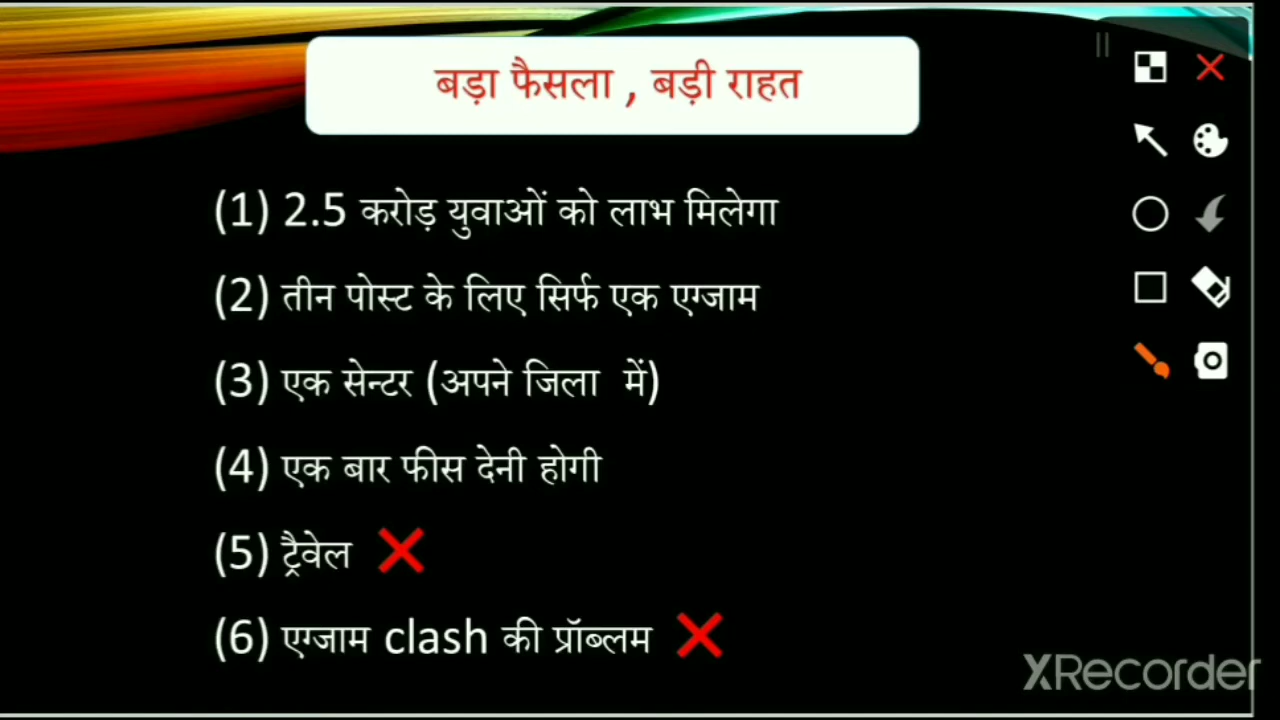 बड़ा फैसला , बड़ी राहत
(1) 2.5 करोड़ युवाओं को लाभ मिलेगा
(2) तीन पोस्ट के लिए सिर्फ एक एग्जाम
(3) एक सेन्टर (अपने जिला में)
(4) एक बार फीस देनी होगी
(5) ट्रैवेल ❌
(6) एग्जाम clash की प्रॉब्लम ❌
XRecorder